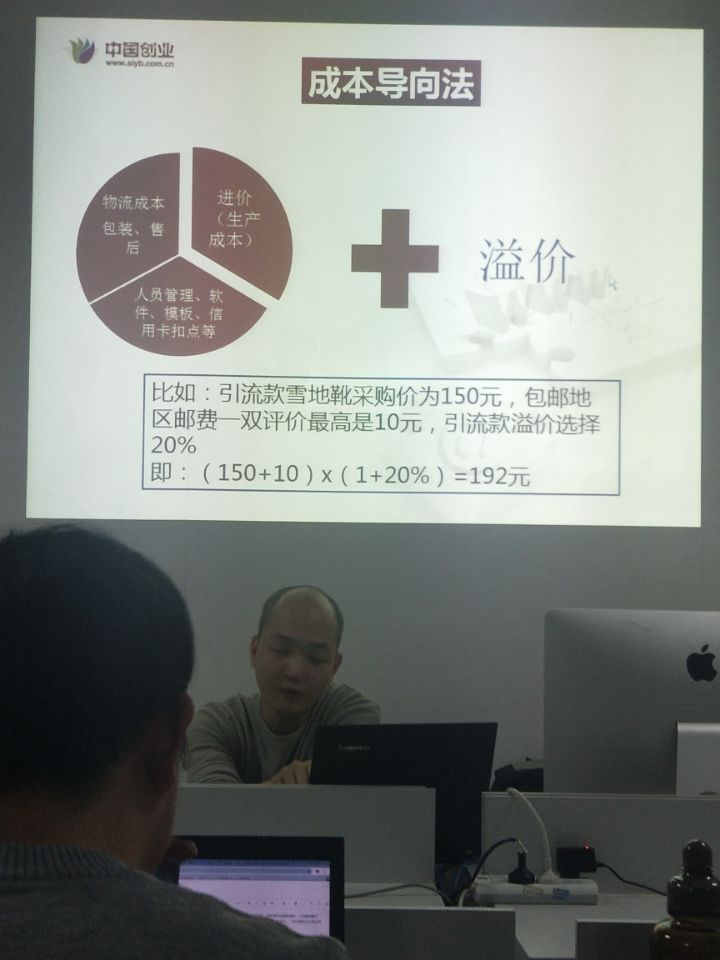 中国创业
www.siyb.com.cn
成本导向法
物流成本
包装、售
后
进价
（生产
成本）
人员管理、软
件、模板、信
用卡扣点等
溢价
比如：引流款雪地靴采购价为150元，包邮地
区邮费一双评价最高是10元，引流款溢价选择
20%
即：（150+10）x（1+20%）=192元
lenovo